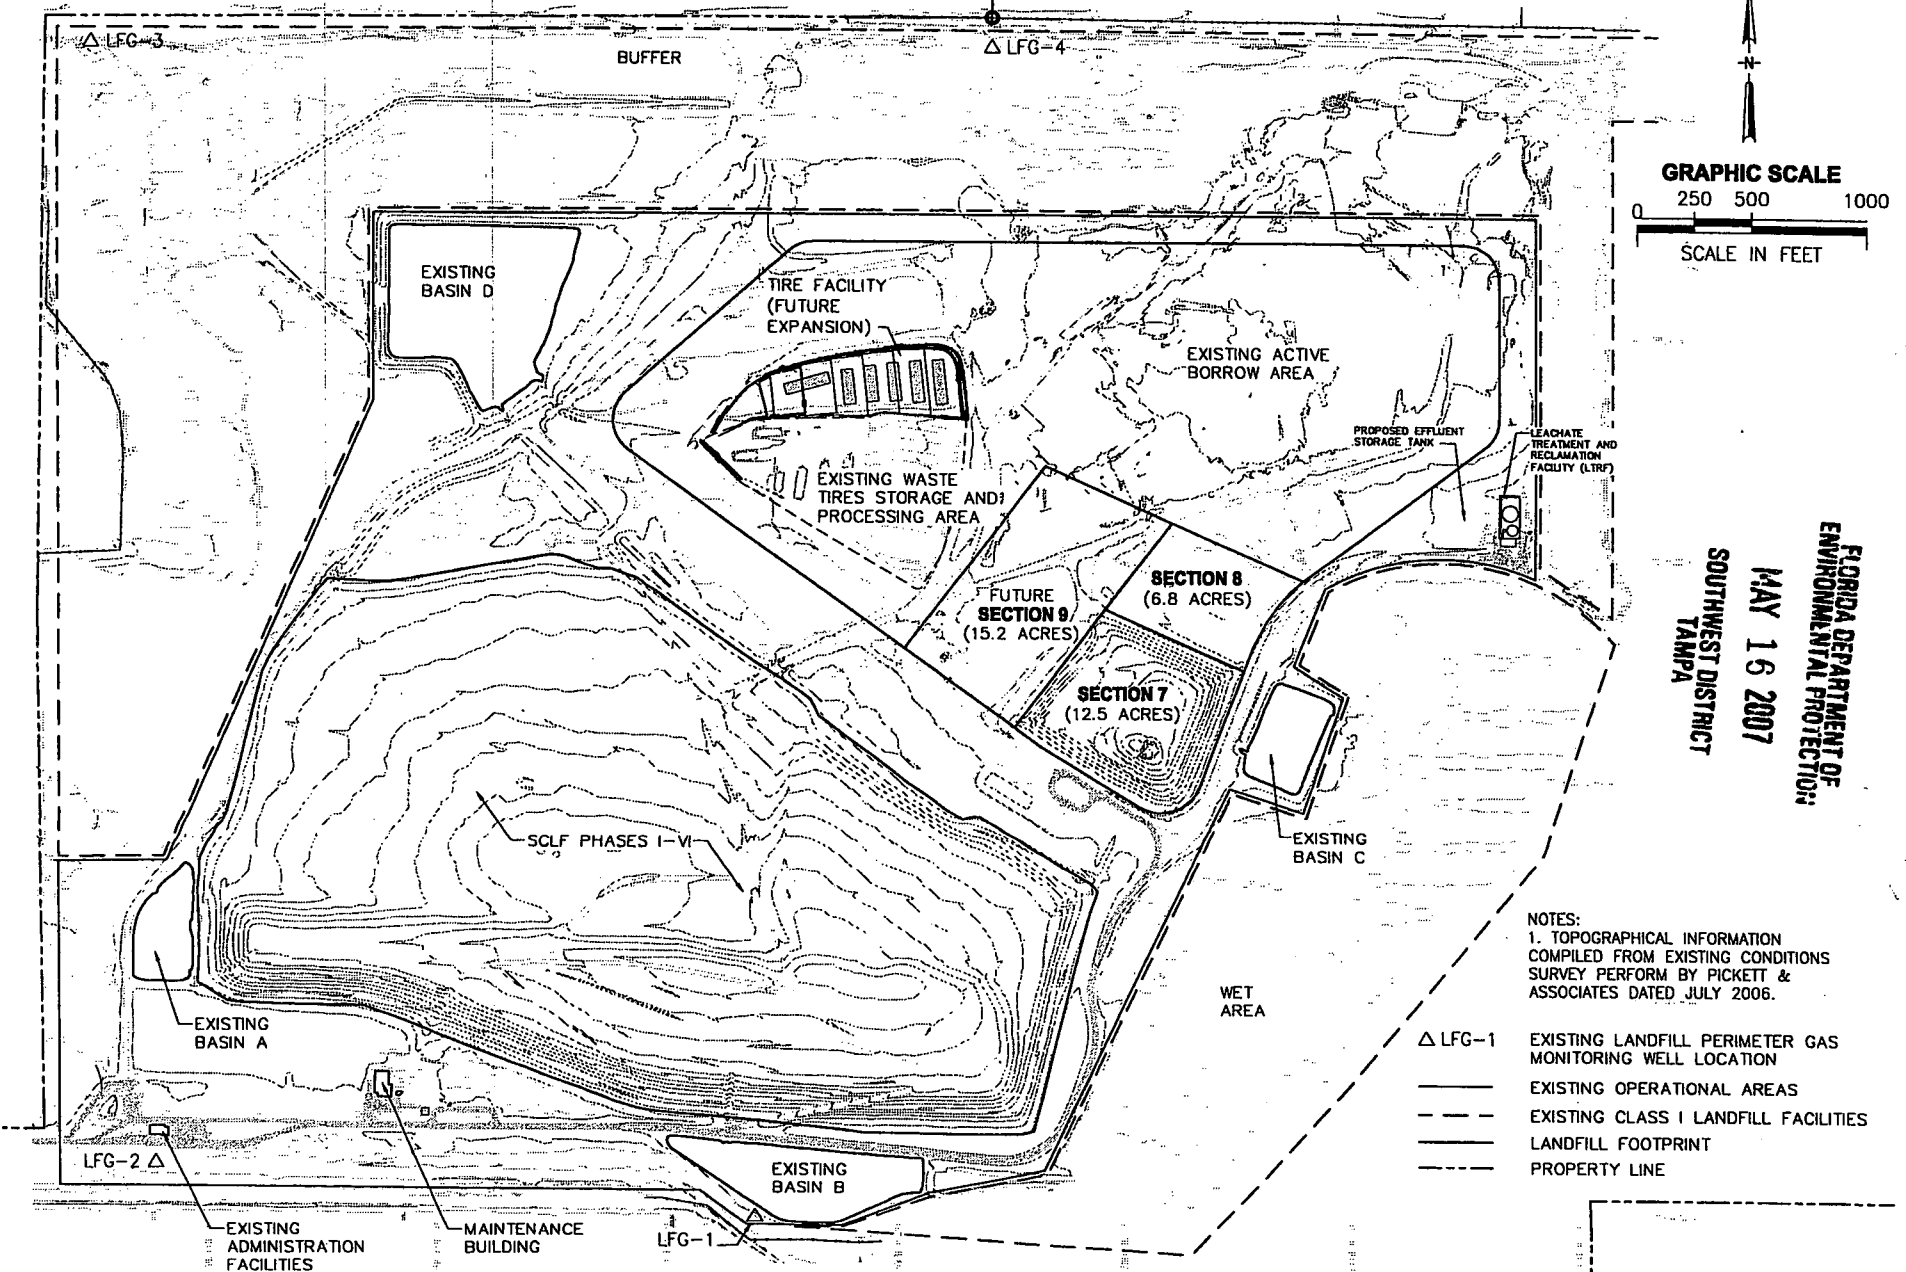 LFG-3
BUFFER
LFG-4
N
GRAPHIC SCALE
0 250 500 1000
SCALE IN FEET
EXISTING
BASIN D
TIRE FACILITY
(FUTURE
EXPANSION)
EXISTING ACTIVE
BORROW AREA
PROPOSED EFFLUENT
STORAGE TANK
LEACHATE
TREATMENT AND
RECLAMATION
FACILITY (LTRF)
EXISTING WASTE
TIRES STORAGE AND
PROCESSING AREA
FUTURE
SECTION 9
(15.2 ACRES)
SECTION 8
(6.8 ACRES)
SECTION 7
(12.5 ACRES)
FLORIDA DEPARTMENT OF
ENVIRONMENTAL PROTECTION
MAY 16 2007
SOUTHWEST DISTRICT
TAMPA
SCLF PHASES I-VI
EXISTING
BASIN C
EXISTING
BASIN A
WET
AREA
NOTES:
1. TOPOGRAPHICAL INFORMATION
COMPILED FROM EXISTING CONDITIONS
SURVEY PERFORM BY PICKETT &
ASSOCIATES DATED JULY 2006.
LFG-1 EXISTING LANDFILL PERIMETER GAS
MONITORING WELL LOCATION
EXISTING OPERATIONAL AREAS
EXISTING CLASS I LANDFILL FACILITIES
LANDFILL FOOTPRINT
PROPERTY LINE
LFG-2
EXISTING
BASIN B
EXISTING
ADMINISTRATION
FACILITIES
MAINTENANCE
BUILDING
LFG-1